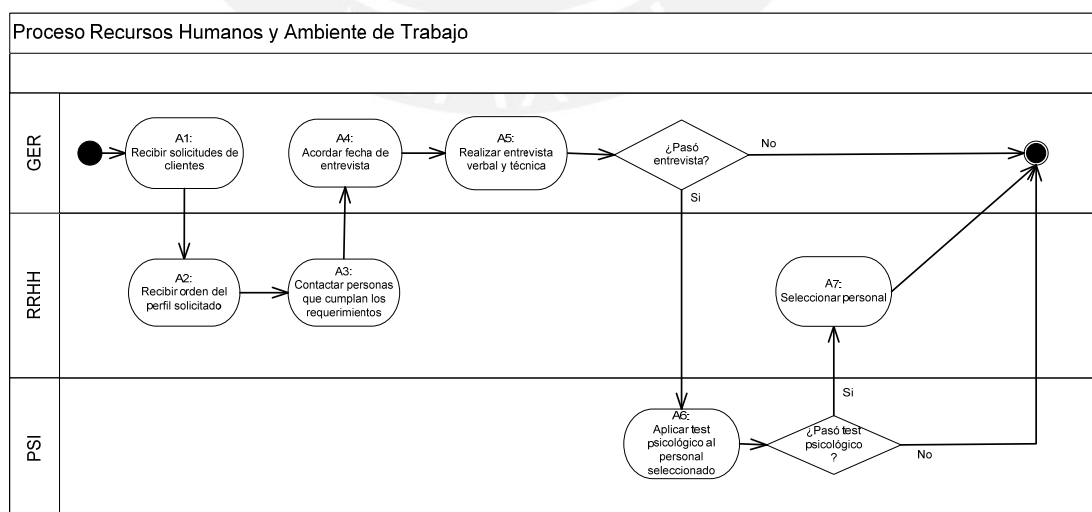 Proceso Recursos Humanos y Ambiente de Trabajo
GER
A1:
Recibir solicitudes de
clientes
A4:
Acordar fecha de
entrevista
A5:
Realizar entrevista
verbal y técnica
¿Pasó
entrevista?
No
Si
RRHH
A2:
Recibir orden del
perfil solicitado
A3:
Contactar personas
que cumplan los
requerimientos
A7:
Seleccionar personal
Si
PSI
A6:
Aplicar test
psicológico al
personal
seleccionado
¿Pasó test
psicológico
?
No